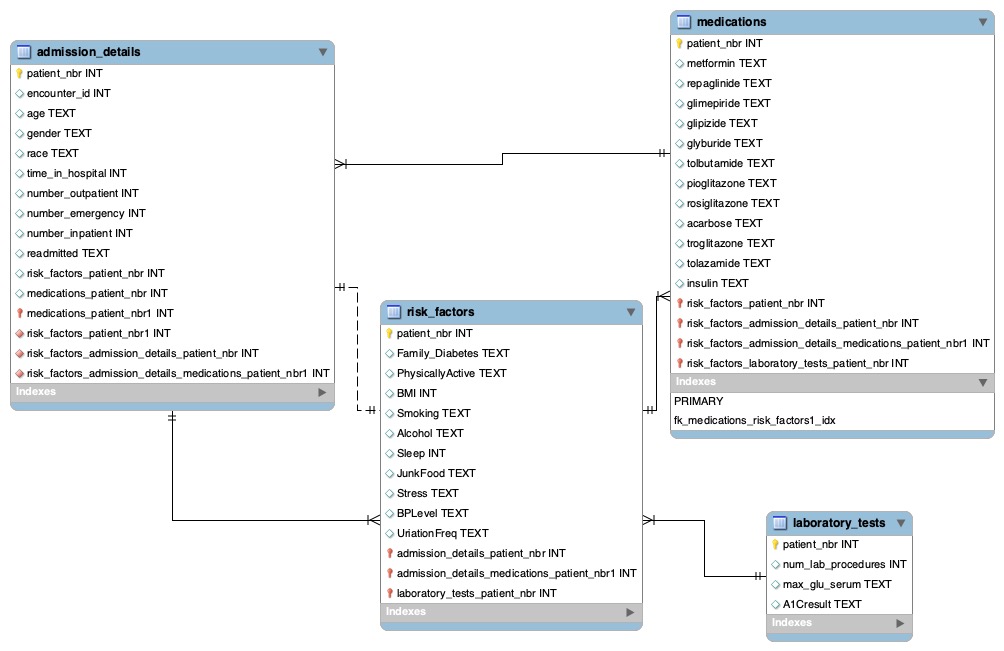 admission_details
patient_nbr INT
encounter_id INT
age TEXT
gender TEXT
race TEXT
time_in_hospital INT
number_outpatient INT
number_emergency INT
number_inpatient INT
readmitted TEXT
risk_factors_patient_nbr INT
medications_patient_nbr INT
medications_patient_nbr1 INT
risk_factors_patient_nbr1 INT
risk_factors_admission_details_patient_nbr INT
risk_factors_admission_details_medications_patient_nbr1 INT
Indexes
medications
patient_nbr INT
metformin TEXT
repaglinide TEXT
glimepiride TEXT
glipizide TEXT
glyburide TEXT
tolbutamide TEXT
pioglitazone TEXT
rosiglitazone TEXT
acarbose TEXT
troglitazone TEXT
tolazamide TEXT
insulin TEXT
risk_factors_patient_nbr INT
risk_factors_admission_details_patient_nbr INT
risk_factors_admission_details_medications_patient_nbr1 INT
risk_factors_laboratory_tests_patient_nbr INT
Indexes
PRIMARY
fk_medications_risk_factors1_idx
risk_factors
patient_nbr INT
Family_Diabetes TEXT
PhysicallyActive TEXT
BMI INT
Smoking TEXT
Alcohol TEXT
Sleep INT
JunkFood TEXT
Stress TEXT
BPLevel TEXT
UriationFreq TEXT
admission_details_patient_nbr INT
admission_details_medications_patient_nbr1 INT
laboratory_tests_patient_nbr INT
Indexes
laboratory_tests
patient_nbr INT
num_lab_procedures INT
max_glu_serum TEXT
A1Cresult TEXT
Indexes